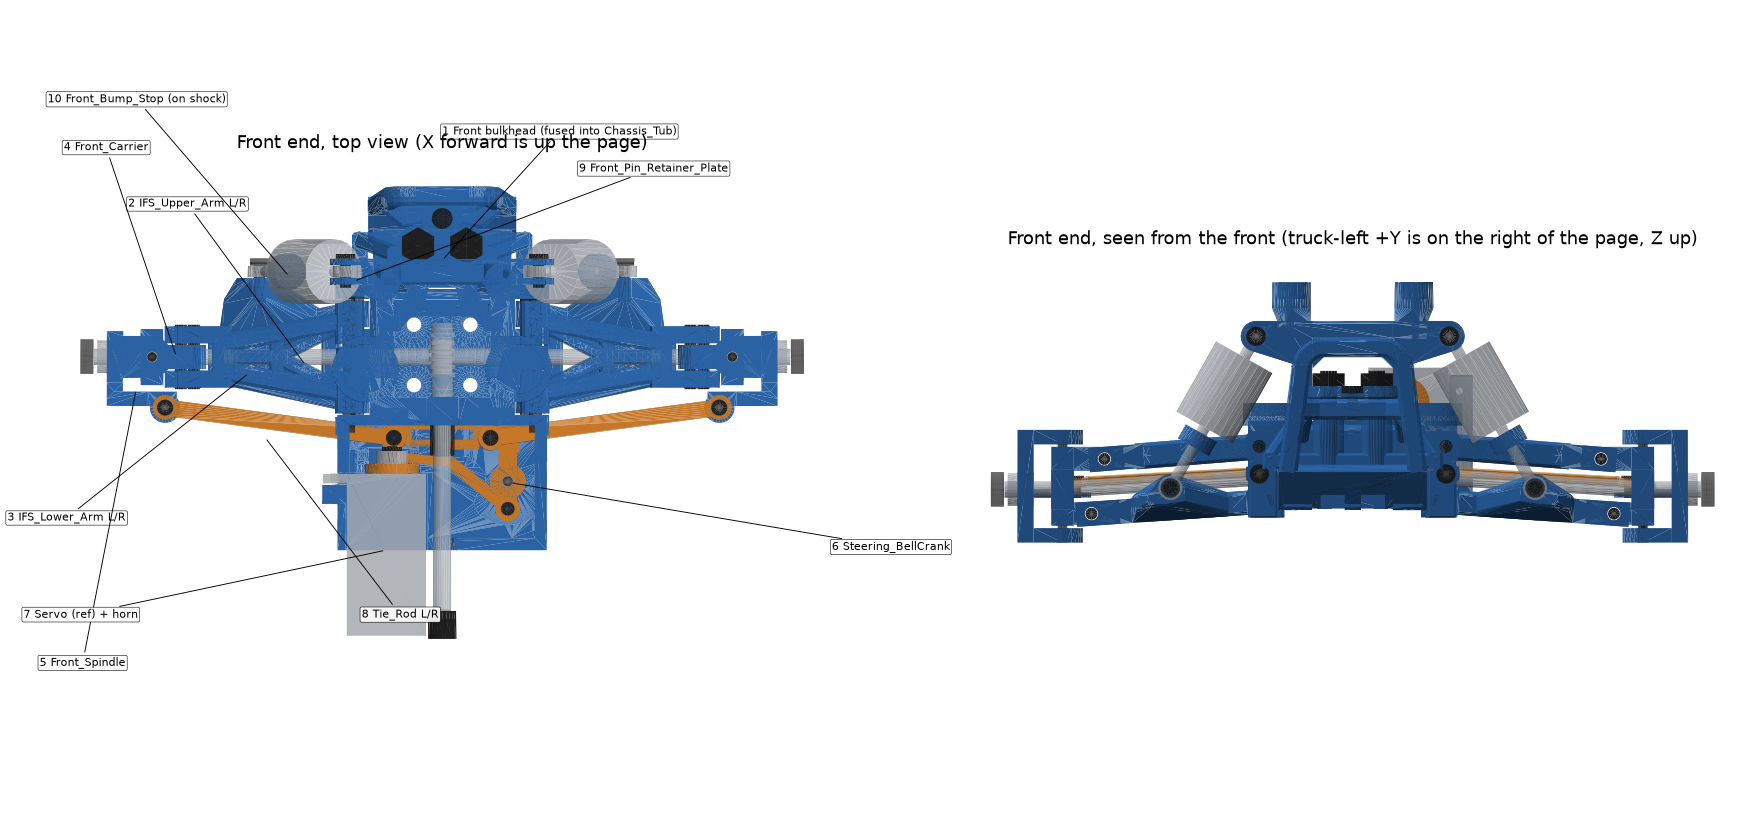 10 Front_Bump_Stop (on shock)
1 Front bulkhead (fused into Chassis_Tub)
Front end, top view (X forward is up the page)
4 Front_Carrier
9 Front_Pin_Retainer_Plate
2 IFS_Upper_Arm L/R
Front end, seen from the front (truck-left +Y is on the right of the page, Z up)
3 IFS_Lower_Arm L/R
6 Steering_BellCrank
7 Servo (ref) + horn
8 Tie_Rod L/R
5 Front_Spindle